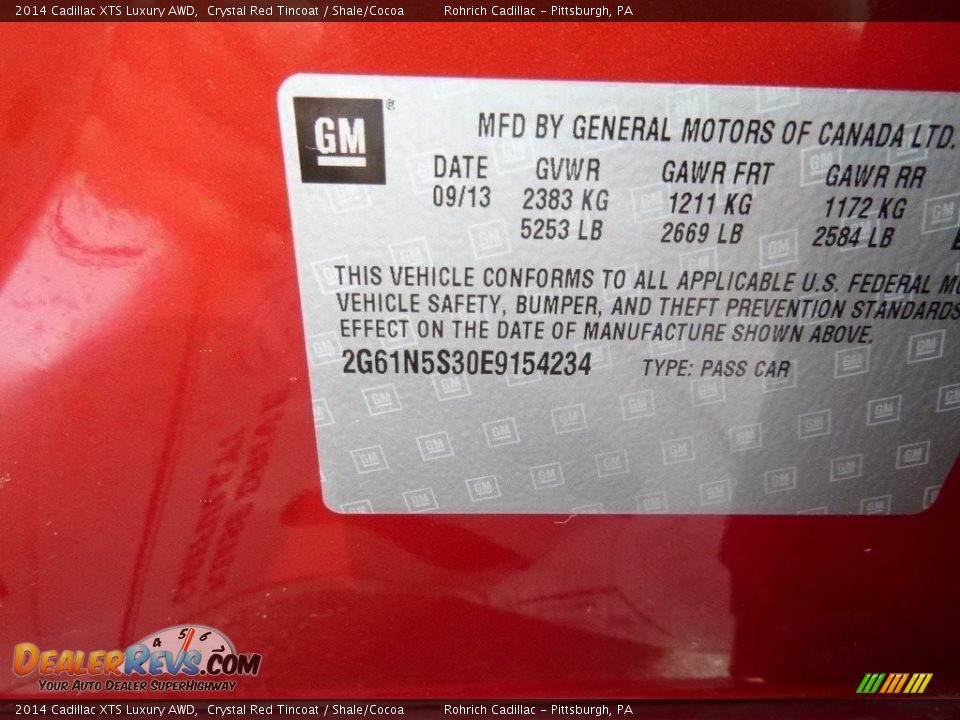 2014 Cadillac XTS Luxury AWD, Crystal Red Tincoat / Shale/Cocoa Rohrich Cadillac - Pittsburgh, PA
GM ®
MFD BY GENERAL MOTORS OF CANADA LTD.
DATE GVWR GAWR FRT GAWR RR
09/13 2383 KG 1211 KG 1172 KG
5253 LB 2669 LB 2584 LB
THIS VEHICLE CONFORMS TO ALL APPLICABLE U.S. FEDERAL
VEHICLE SAFETY, BUMPER, AND THEFT PREVENTION STANDARDS
EFFECT ON THE DATE OF MANUFACTURE SHOWN ABOVE.
2G61N5S30E9154234 TYPE: PASS CAR
4 5 6
DealerRevs.com
Your Auto Dealer SuperHighway
2014 Cadillac XTS Luxury AWD, Crystal Red Tincoat / Shale/Cocoa Rohrich Cadillac - Pittsburgh, PA